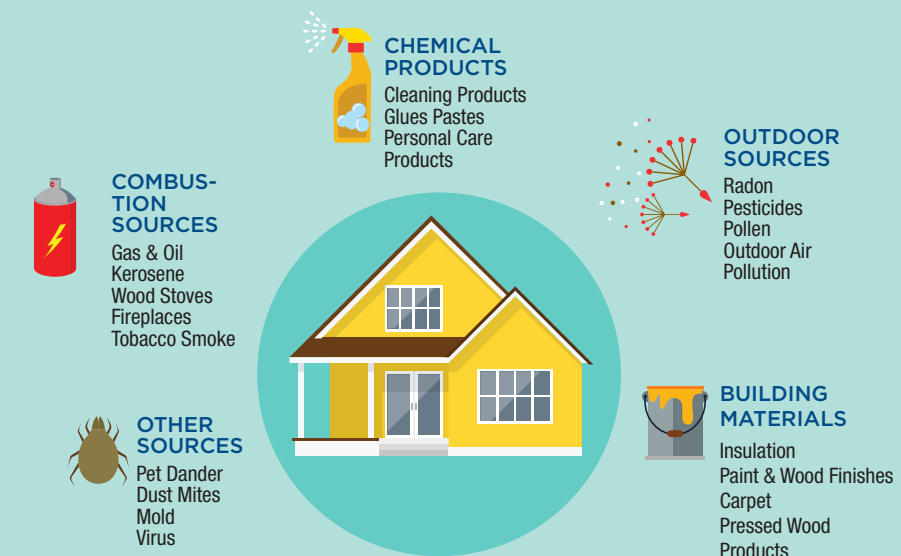 CHEMICAL
PRODUCTS
Cleaning Products
Glues Pastes
Personal Care
Products
OUTDOOR
SOURCES
Radon
Pesticides
Pollen
Outdoor Air
Pollution
COMBUS-
TION
SOURCES
Gas & Oil
Kerosene
Wood Stoves
Fireplaces
Tobacco Smoke
BUILDING
MATERIALS
Insulation
Paint & Wood Finishes
Carpet
Pressed Wood
Products
OTHER
SOURCES
Pet Dander
Dust Mites
Mold
Virus